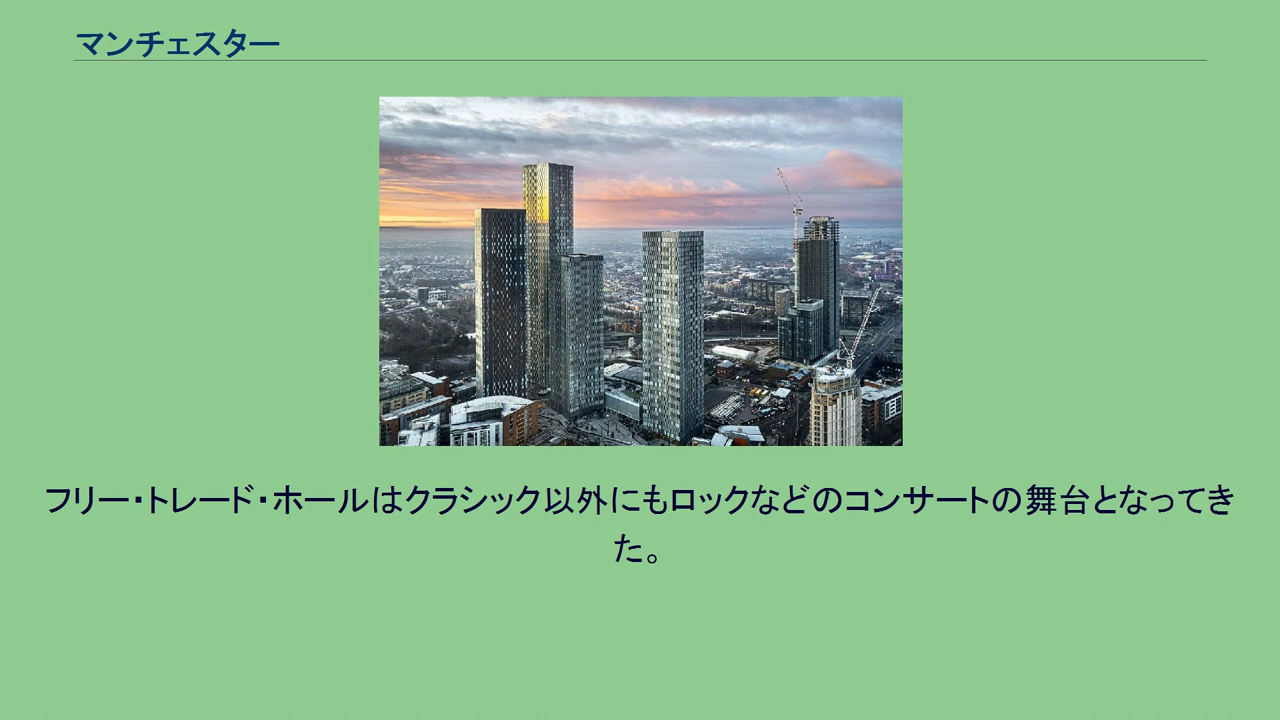 マンチェスター
フリー・トレード・ホールはクラシック以外にもロックなどのコンサートの舞台となってき
た。